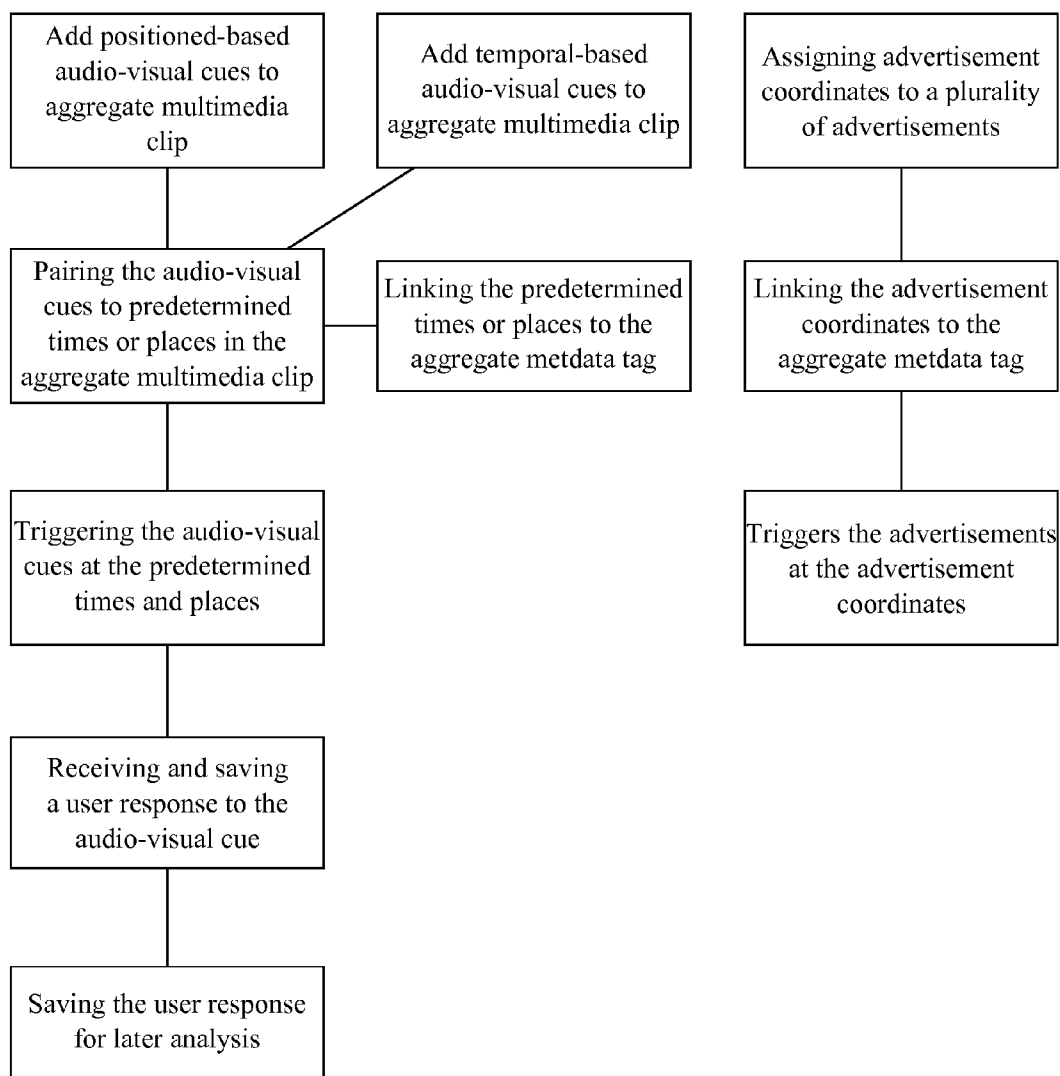 Add positioned-based
audio-visual cues to
aggregate multimedia
clip
Add temporal-based
audio-visual cues to
aggregate multimedia clip
Assigning advertisement
coordinates to a plurality
of advertisements
Pairing the audio-visual
cues to predetermined
times or places in the
aggregate multimedia clip
Linking the predetermined
times or places to the
aggregate metdata tag
Linking the advertisement
coordinates to the
aggregate metdata tag
Triggering the audio-visual
cues at the predetermined
times and places
Triggers the advertisements
at the advertisement
coordinates
Receiving and saving
a user response to the
audio-visual cue
Saving the user response
for later analysis